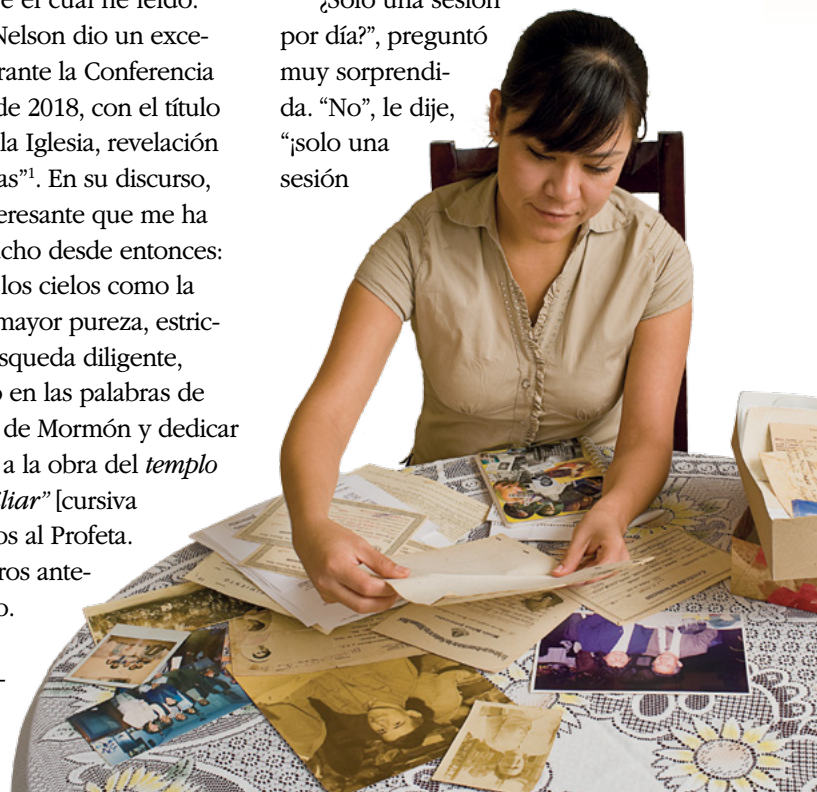 e el cual he leído.
Nelson dio un exce-
rante la Conferencia
de 2018, con el título
la Iglesia, revelación
as”¹. En su discurso,
eresante que me ha
ucho desde entonces:
los cielos como la
mayor pureza, estric-
squeda diligente,
o en las palabras de
de Mormón y dedicar
a la obra del templo
liar” [cursiva
os al Profeta.
ros ante-
o.
-
¿Solo una sesión
por día?”, preguntó
muy sorprendi-
da. “No”, le dije,
“¡solo una
sesión